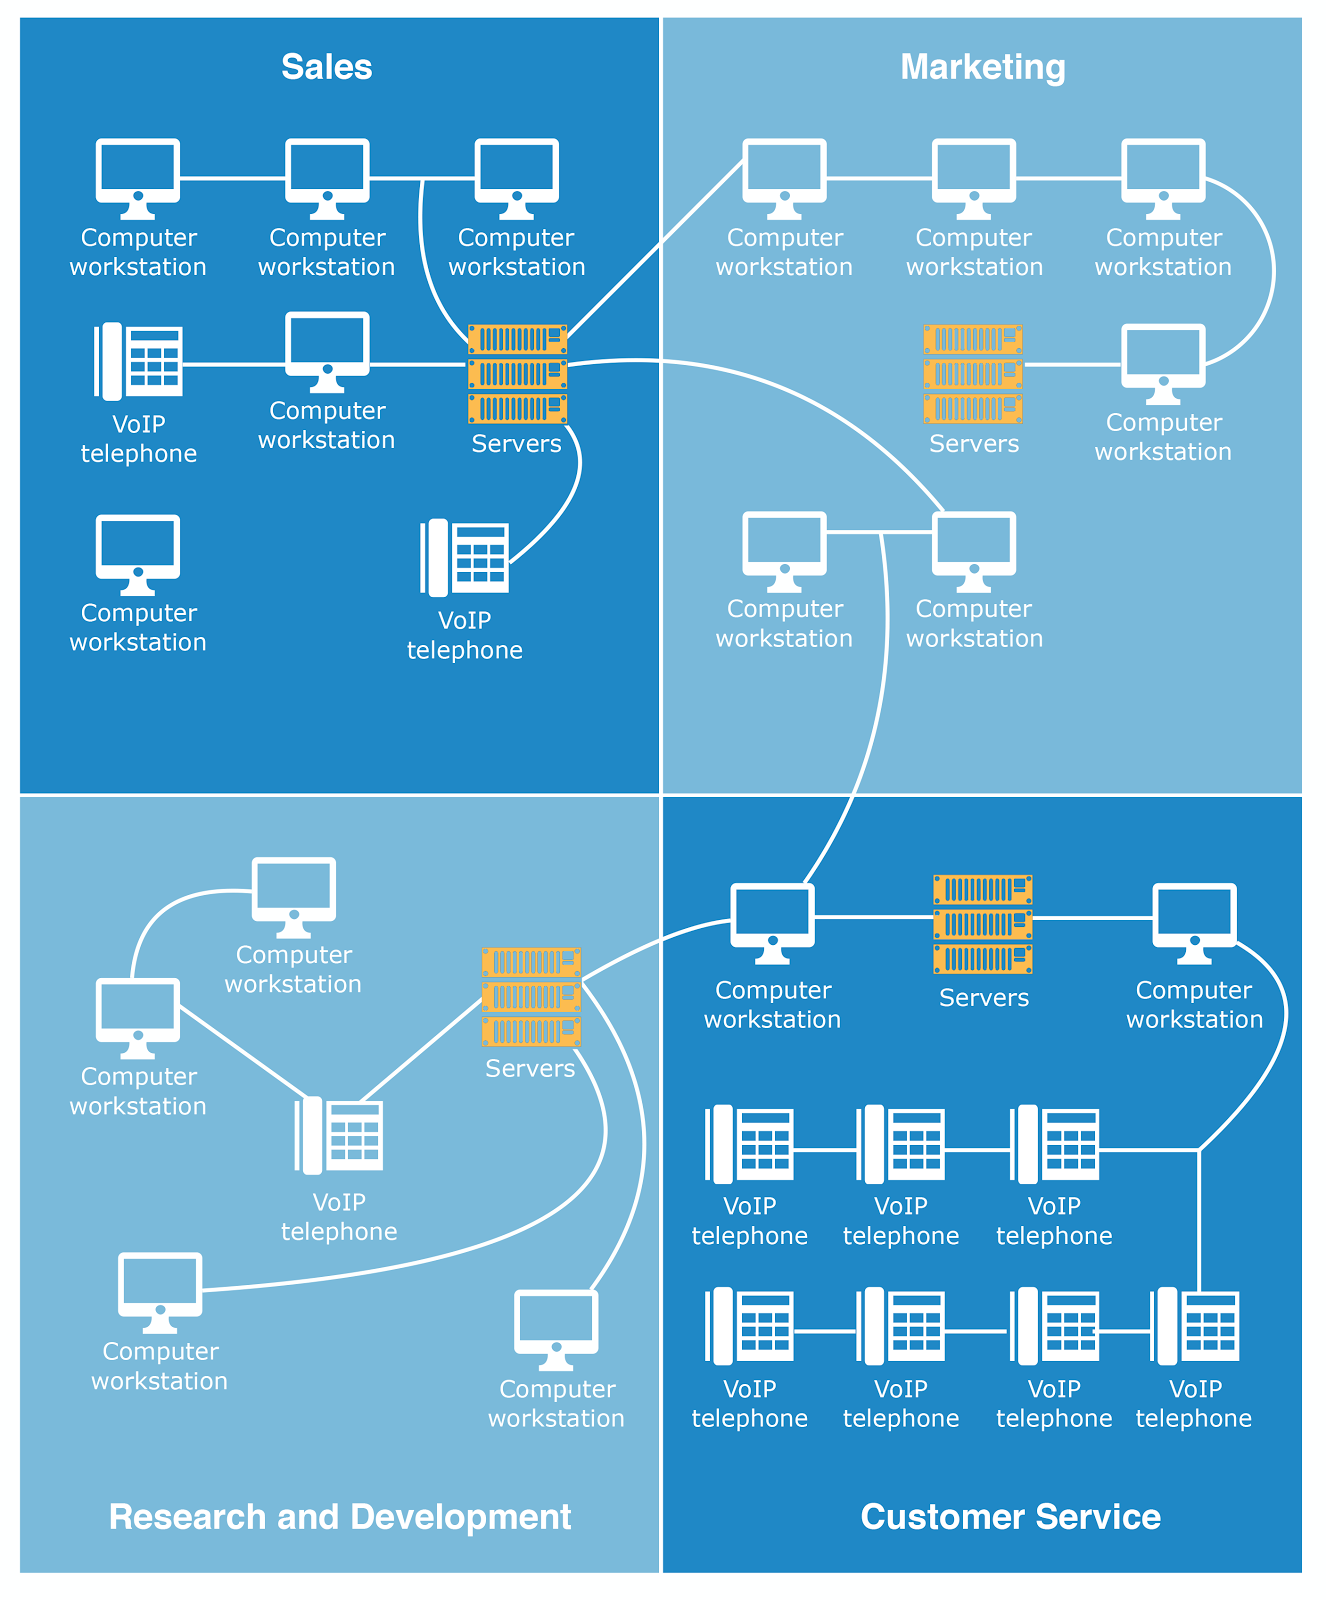 Sales
Computer
workstation
Computer
workstation
Computer
workstation
VoIP
telephone
Computer
workstation
Servers
Computer
workstation
VoIP
telephone
Marketing
Computer
workstation
Computer
workstation
Computer
workstation
Servers
Computer
workstation
Computer
workstation
Computer
workstation
Computer
workstation
Computer
workstation
Servers
VoIP
telephone
Computer
workstation
Computer
workstation
Research and Development
Computer
workstation
Servers
Computer
workstation
VoIP
telephone
VoIP
telephone
VoIP
telephone
VoIP
telephone
VoIP
telephone
VoIP
telephone
VoIP
telephone
Customer Service